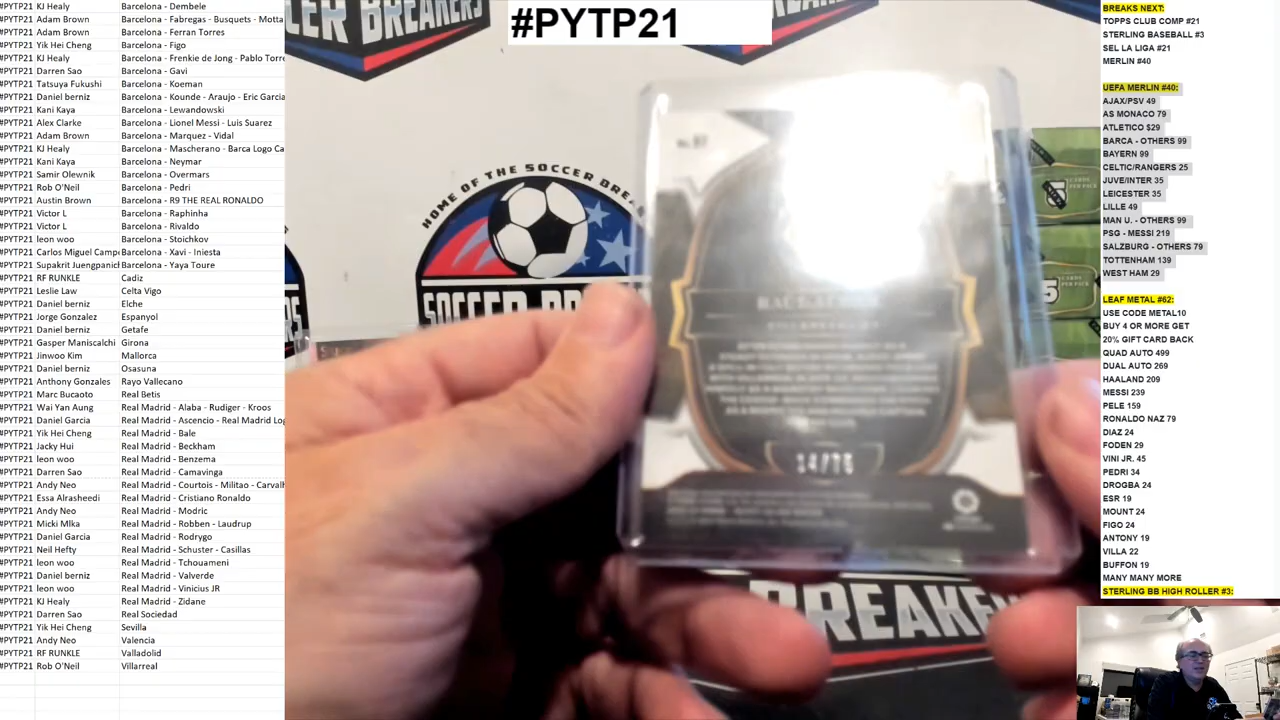 #PYTP21
#PYTP21 KJ Healy Barcelona - Dembele
#PYTP21 Adam Brown Barcelona - Fabregas - Busquets - Motta
#PYTP21 Adam Brown Barcelona - Ferran Torres
#PYTP21 Yik Hei Cheng Barcelona - Figo
#PYTP21 KJ Healy Barcelona - Frenkie de Jong - Pablo Torre
#PYTP21 Darren Sao Barcelona - Gavi
#PYTP21 Tatsuya Fukushi Barcelona - Koeman
#PYTP21 Daniel berniz Barcelona - Kounde - Araujo - Eric Garcia
#PYTP21 Kani Kaya Barcelona - Lewandowski
#PYTP21 Alex Clarke Barcelona - Lionel Messi - Luis Suarez
#PYTP21 Adam Brown Barcelona - Marquez - Vidal
#PYTP21 KJ Healy Barcelona - Mascherano - Barca Logo Ca
#PYTP21 Kani Kaya Barcelona - Neymar
#PYTP21 Samir Olewnik Barcelona - Overmars
#PYTP21 Rob O'Neil Barcelona - Pedri
#PYTP21 Austin Brown Barcelona - R9 THE REAL RONALDO
#PYTP21 Victor L Barcelona - Raphinha
#PYTP21 Victor L Barcelona - Rivaldo
#PYTP21 leon woo Barcelona - Stoichkov
#PYTP21 Carlos Miguel Campo Barcelona - Xavi - Iniesta
#PYTP21 Supakrit Juengpanich Barcelona - Yaya Toure
#PYTP21 RF RUNKLE Cadiz
#PYTP21 Leslie Law Celta Vigo
#PYTP21 Daniel berniz Elche
#PYTP21 Jorge Gonzalez Espanyol
#PYTP21 Daniel berniz Getafe
#PYTP21 Gasper Maniscalchi Girona
#PYTP21 Jinwoo Kim Mallorca
#PYTP21 Daniel berniz Osasuna
#PYTP21 Anthony Gonzales Rayo Vallecano
#PYTP21 Marc Bucaoto Real Betis
#PYTP21 Wai Yan Aung Real Madrid - Alaba - Rudiger - Kroos
#PYTP21 Daniel Garcia Real Madrid - Ascencio - Real Madrid Log
#PYTP21 Yik Hei Cheng Real Madrid - Bale
#PYTP21 Jacky Hui Real Madrid - Beckham
#PYTP21 leon woo Real Madrid - Benzema
#PYTP21 Darren Sao Real Madrid - Camavinga
#PYTP21 Andy Neo Real Madrid - Courtois - Militao - Carvalh
#PYTP21 Essa Alrasheedi Real Madrid - Cristiano Ronaldo
#PYTP21 Andy Neo Real Madrid - Modric
#PYTP21 Micki Mlka Real Madrid - Robben - Laudrup
#PYTP21 Daniel Garcia Real Madrid - Rodrygo
#PYTP21 Neil Hefty Real Madrid - Schuster - Casillas
#PYTP21 leon woo Real Madrid - Tchouameni
#PYTP21 Daniel berniz Real Madrid - Valverde
#PYTP21 leon woo Real Madrid - Vinicius JR
#PYTP21 KJ Healy Real Madrid - Zidane
#PYTP21 Darren Sao Real Sociedad
#PYTP21 Yik Hei Cheng Sevilla
#PYTP21 Andy Neo Valencia
#PYTP21 RF RUNKLE Valladolid
#PYTP21 Rob O'Neil Villarreal
HOME OF THE SOCCER BREA
SOCCER BREAKERS
14/75
BREAKE
BREAKS NEXT:
TOPPS CLUB COMP #21
STERLING BASEBALL #3
SEL LA LIGA #21
MERLIN #40
UEFA MERLIN #40:
AJAX/PSV 49
AS MONACO 79
ATLETICO $29
BARCA - OTHERS 99
BAYERN 99
CELTIC/RANGERS 25
JUVE/INTER 35
LEICESTER 35
LILLE 49
MAN U. - OTHERS 99
PSG - MESSI 219
SALZBURG - OTHERS 79
TOTTENHAM 139
WEST HAM 29
LEAF METAL #62:
USE CODE METAL10
BUY 4 OR MORE GET
20% GIFT CARD BACK
QUAD AUTO 499
DUAL AUTO 269
HAALAND 209
MESSI 239
PELE 159
RONALDO NAZ 79
DIAZ 24
FODEN 29
VINI JR. 45
PEDRI 34
DROGBA 24
ESR 19
MOUNT 24
FIGO 24
ANTONY 19
VILLA 22
BUFFON 19
MANY MANY MORE
STERLING BB HIGH ROLLER #3: